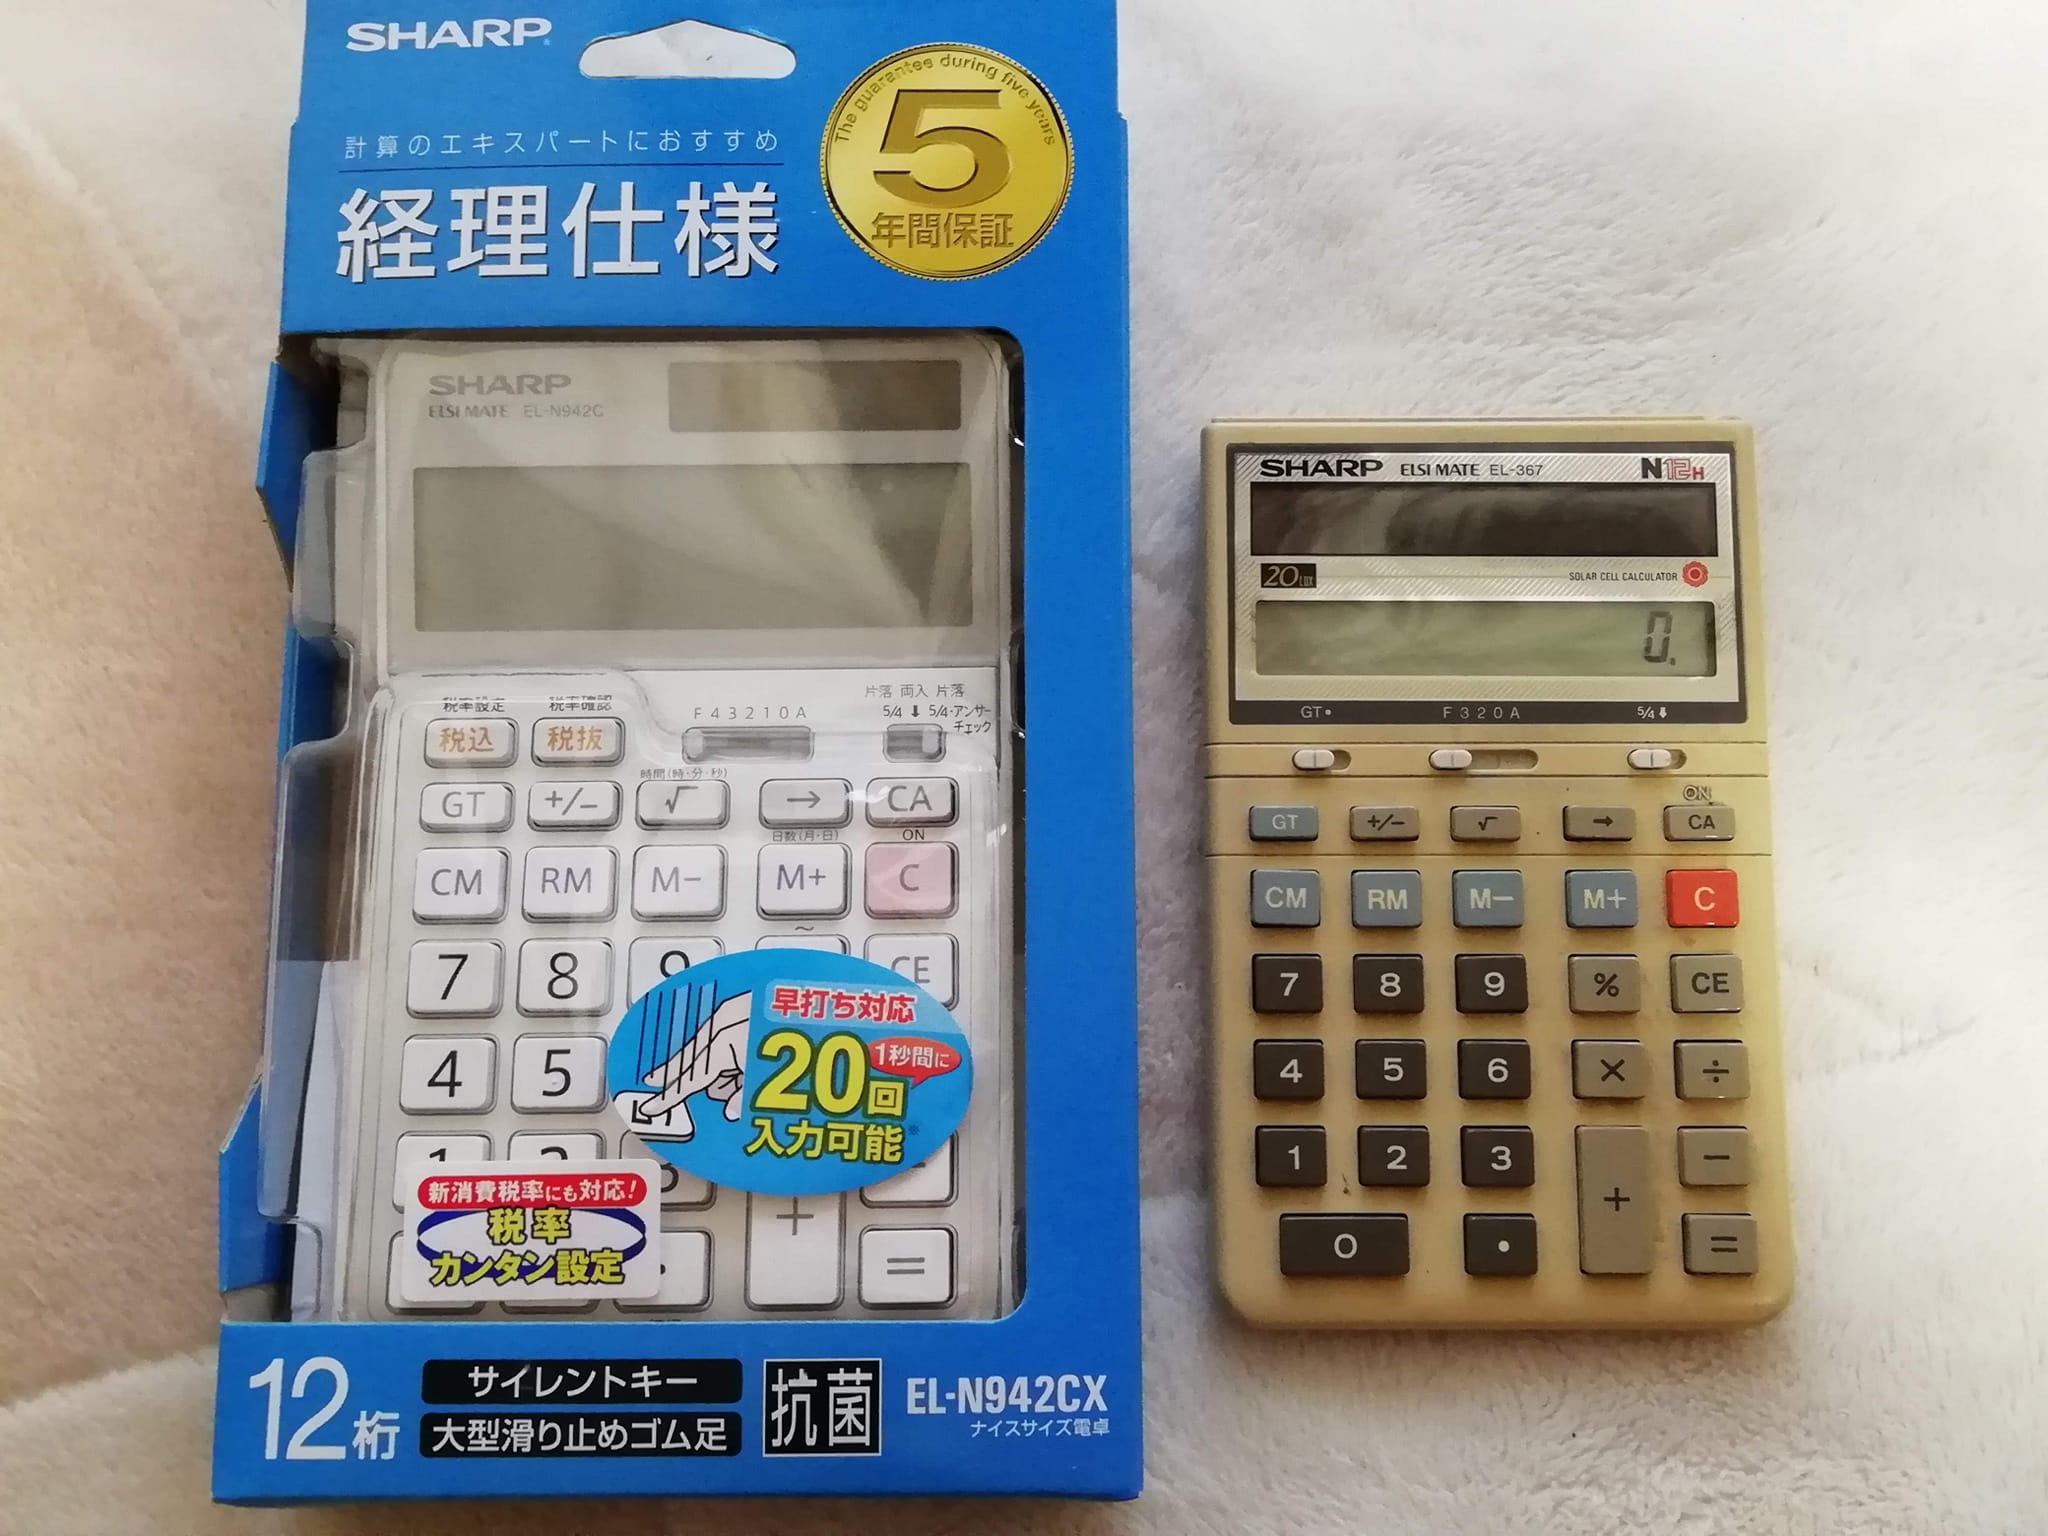 SHARP
計算のエキスパートにおすすめ
経理仕様
The guarantee during five years
5
年間保証
SHARP
ELSI MATE EL-N942C
税率設定 税率確認
税込 税抜
F 4 3 2 1 0 A
片落 両入 片落
5/4 ⬇ 5/4・アンサー
チェック
時間(時・分・秒)
GT +/− √ → CA
日数(月・日) ON
CM RM M− M+ C
～
7 8 9 CE
4 5
1 2 3 −
+
・ =
早打ち対応
1秒間に
20回
入力可能※
新消費税率にも対応!
税率
カンタン設定
12桁
サイレントキー
大型滑り止めゴム足
抗菌
EL-N942CX
ナイスサイズ電卓
SHARP ELSI MATE EL-367 N12H
20 LUX SOLAR CELL CALCULATOR
0.
GT• F 3 2 0 A 5/4 ⬇
ON
GT +/− √ → CA
CM RM M− M+ C
7 8 9 % CE
4 5 6 × ÷
1 2 3 + −
0 • =